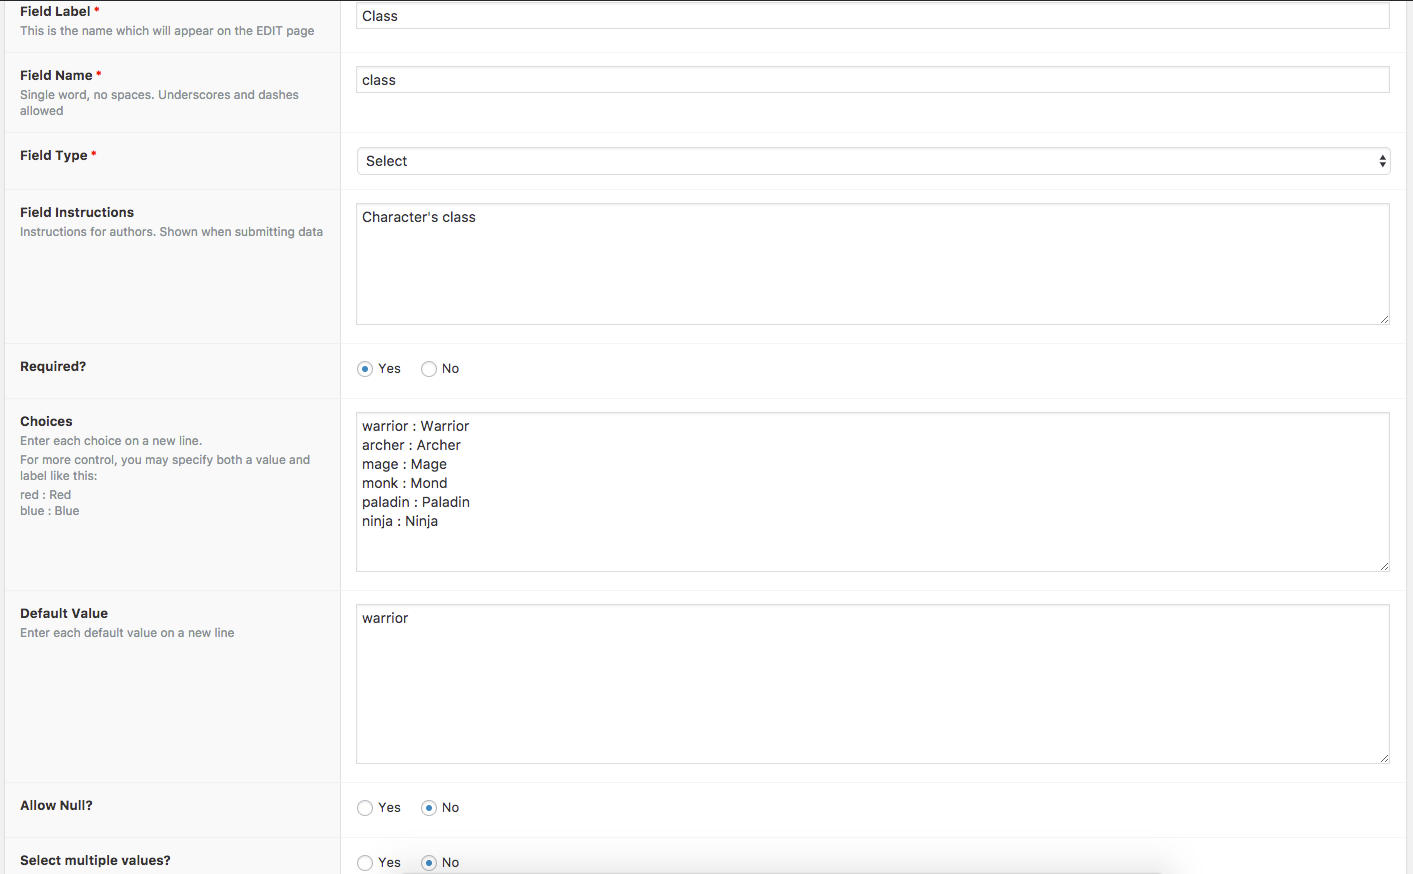 Field Label *
This is the name which will appear on the EDIT page
Class
Field Name *
Single word, no spaces. Underscores and dashes
allowed
class
Field Type *
Select
Field Instructions
Instructions for authors. Shown when submitting data
Character's class
Required?
Yes No
Choices
Enter each choice on a new line.
For more control, you may specify both a value and
label like this:
red : Red
blue : Blue
warrior : Warrior
archer : Archer
mage : Mage
monk : Mond
paladin : Paladin
ninja : Ninja
Default Value
Enter each default value on a new line
warrior
Allow Null?
Yes No
Select multiple values?
Yes No